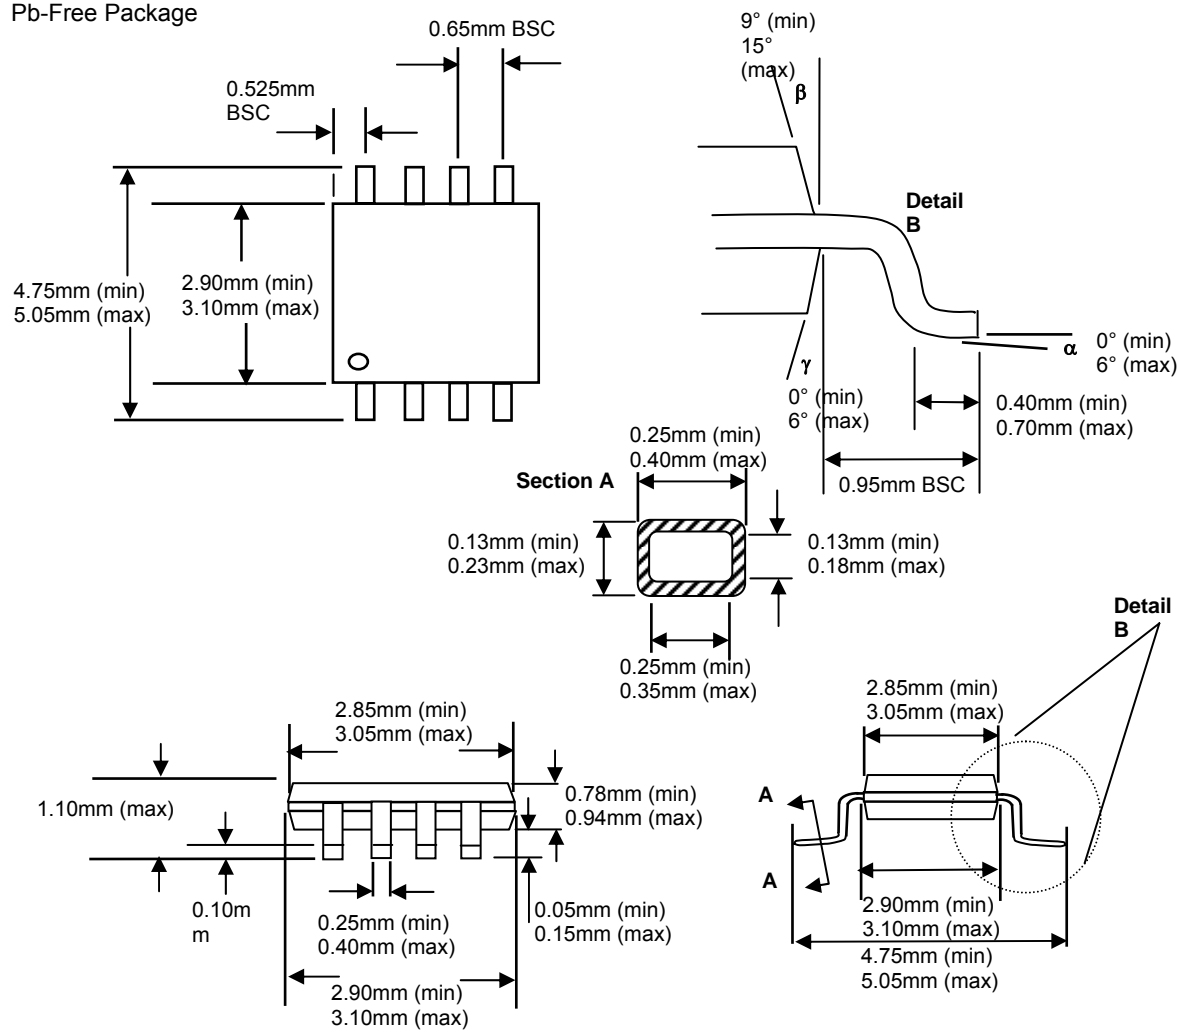 Pb-Free Package
0.65mm BSC
0.525mm
BSC
4.75mm (min)
5.05mm (max)
2.90mm (min)
3.10mm (max)
9° (min)
15°
(max)
β
Detail
B
γ
0° (min)
6° (max)
α
0° (min)
6° (max)
0.40mm (min)
0.70mm (max)
0.95mm BSC
Section A
0.25mm (min)
0.40mm (max)
0.13mm (min)
0.23mm (max)
0.13mm (min)
0.18mm (max)
0.25mm (min)
0.35mm (max)
2.85mm (min)
3.05mm (max)
1.10mm (max)
0.78mm (min)
0.94mm (max)
0.10m
m
0.25mm (min)
0.40mm (max)
0.05mm (min)
0.15mm (max)
2.90mm (min)
3.10mm (max)
Detail
B
2.85mm (min)
3.05mm (max)
A
A
2.90mm (min)
3.10mm (max)
4.75mm (min)
5.05mm (max)